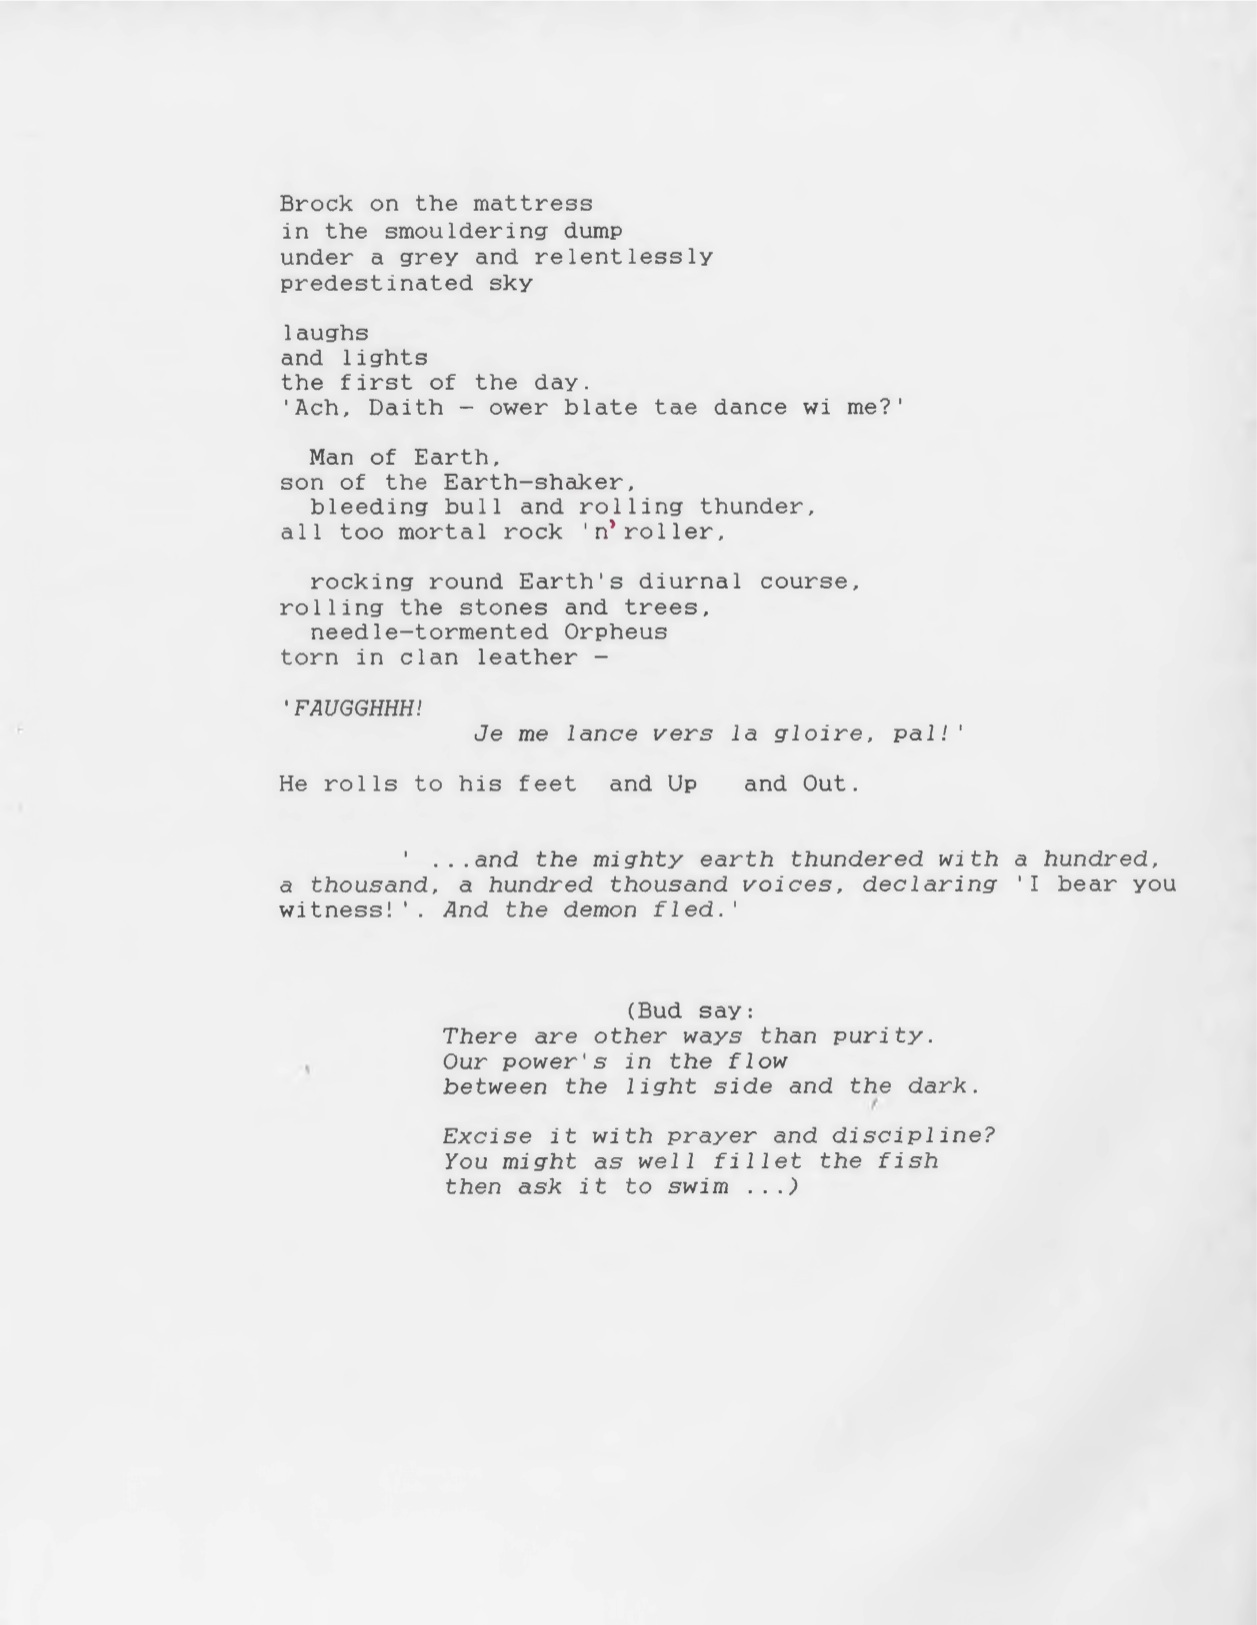 Brock on the mattress
in the smouldering dump
under a grey and relentlessly
predestinated sky

laughs
and lights
the first of the day.
'Ach, Daith – ower blate tae dance wi me?'

Man of Earth,
son of the Earth-shaker,
bleeding bull and rolling thunder,
all too mortal rock 'n' roller,

rocking round Earth's diurnal course,
rolling the stones and trees,
needle-tormented Orpheus
torn in clan leather –

'FAUGGHHH!
Je me lance vers la gloire, pal!'

He rolls to his feet  and Up  and Out.

' ...and the mighty earth thundered with a hundred,
a thousand, a hundred thousand voices, declaring 'I bear you
witness!'. And the demon fled.'

(Bud say:
There are other ways than purity.
Our power's in the flow
between the light side and the dark.

Excise it with prayer and discipline?
You might as well fillet the fish
then ask it to swim ...)